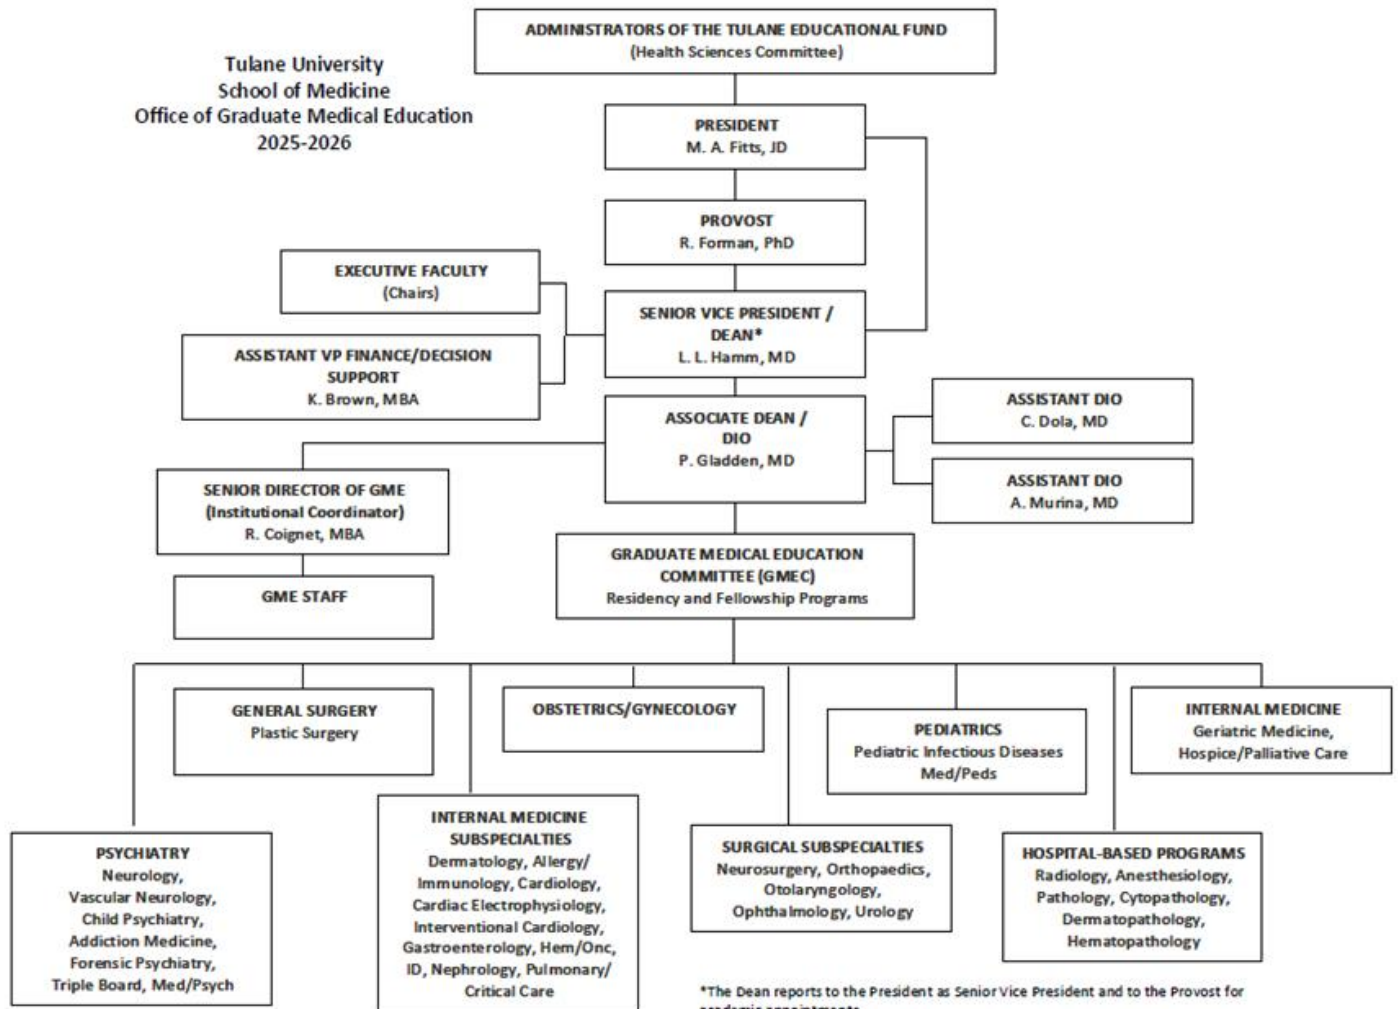 Tulane University
School of Medicine
Office of Graduate Medical Education
2025-2026
ADMINISTRATORS OF THE TULANE EDUCATIONAL FUND
(Health Sciences Committee)
PRESIDENT
M. A. Fitts, JD
PROVOST
R. Forman, PhD
EXECUTIVE FACULTY
(Chairs)
SENIOR VICE PRESIDENT /
DEAN*
L. L. Hamm, MD
ASSISTANT VP FINANCE/DECISION
SUPPORT
K. Brown, MBA
ASSOCIATE DEAN /
DIO
P. Gladden, MD
ASSISTANT DIO
C. Dola, MD
ASSISTANT DIO
A. Murina, MD
SENIOR DIRECTOR OF GME
(Institutional Coordinator)
R. Coignet, MBA
GME STAFF
GRADUATE MEDICAL EDUCATION
COMMITTEE (GMEC)
Residency and Fellowship Programs
GENERAL SURGERY
Plastic Surgery
OBSTETRICS/GYNECOLOGY
PEDIATRICS
Pediatric Infectious Diseases
Med/Peds
INTERNAL MEDICINE
Geriatric Medicine,
Hospice/Palliative Care
PSYCHIATRY
Neurology,
Vascular Neurology,
Child Psychiatry,
Addiction Medicine,
Forensic Psychiatry,
Triple Board, Med/Psych
INTERNAL MEDICINE
SUBSPECIALTIES
Dermatology, Allergy/
Immunology, Cardiology,
Cardiac Electrophysiology,
Interventional Cardiology,
Gastroenterology, Hem/Onc,
ID, Nephrology, Pulmonary/
Critical Care
SURGICAL SUBSPECIALTIES
Neurosurgery, Orthopaedics,
Otolaryngology,
Ophthalmology, Urology
HOSPITAL-BASED PROGRAMS
Radiology, Anesthesiology,
Pathology, Cytopathology,
Dermatopathology,
Hematopathology
*The Dean reports to the President as Senior Vice President and to the Provost for
academic appointments